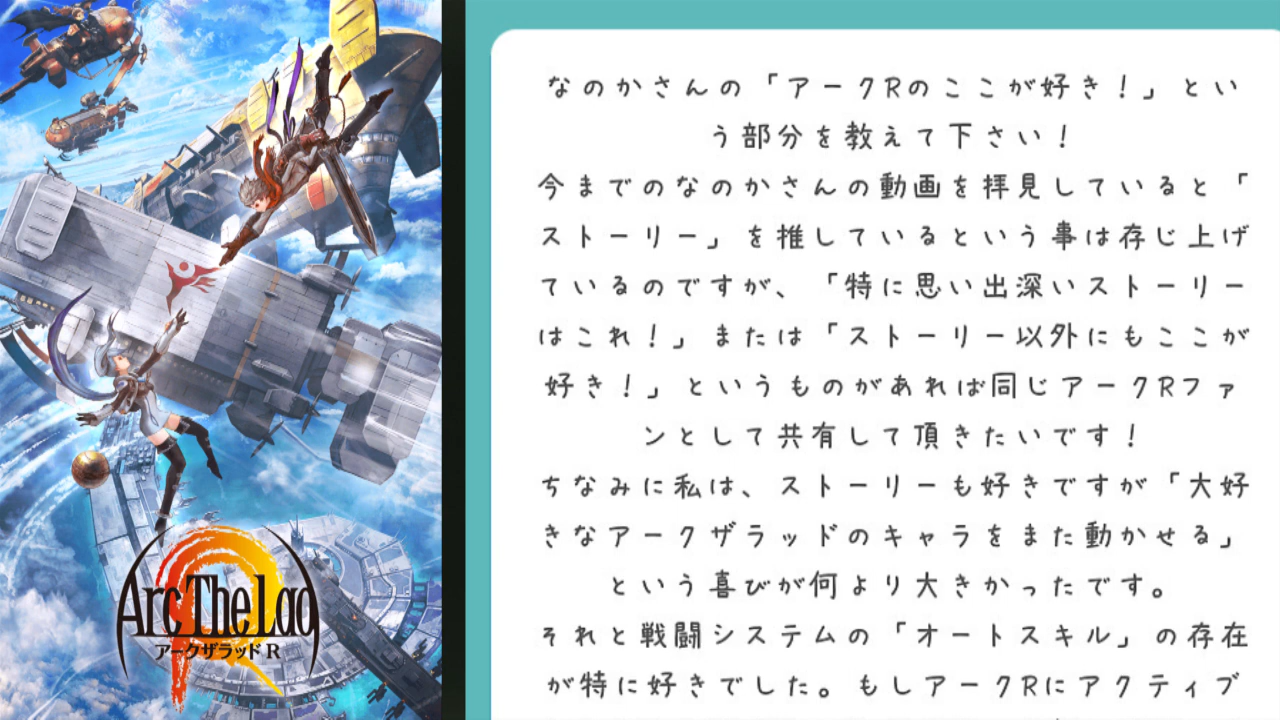 Arc The Lad
アークザラッド R
なのかさんの「アークRのここが好き！」とい
う部分を教えて下さい！
今までのなのかさんの動画を拝見していると「
ストーリー」を推しているという事は存じ上げ
ているのですが、「特に思い出深いストーリー
はこれ！」または「ストーリー以外にもここが
好き！」というものがあれば同じアークRファ
ンとして共有して頂きたいです！
ちなみに私は、ストーリーも好きですが「大好
きなアークザラッドのキャラをまた動かせる」
という喜びが何より大きかったです。
それと戦闘システムの「オートスキル」の存在
が特に好きでした。もしアークRにアクティブ